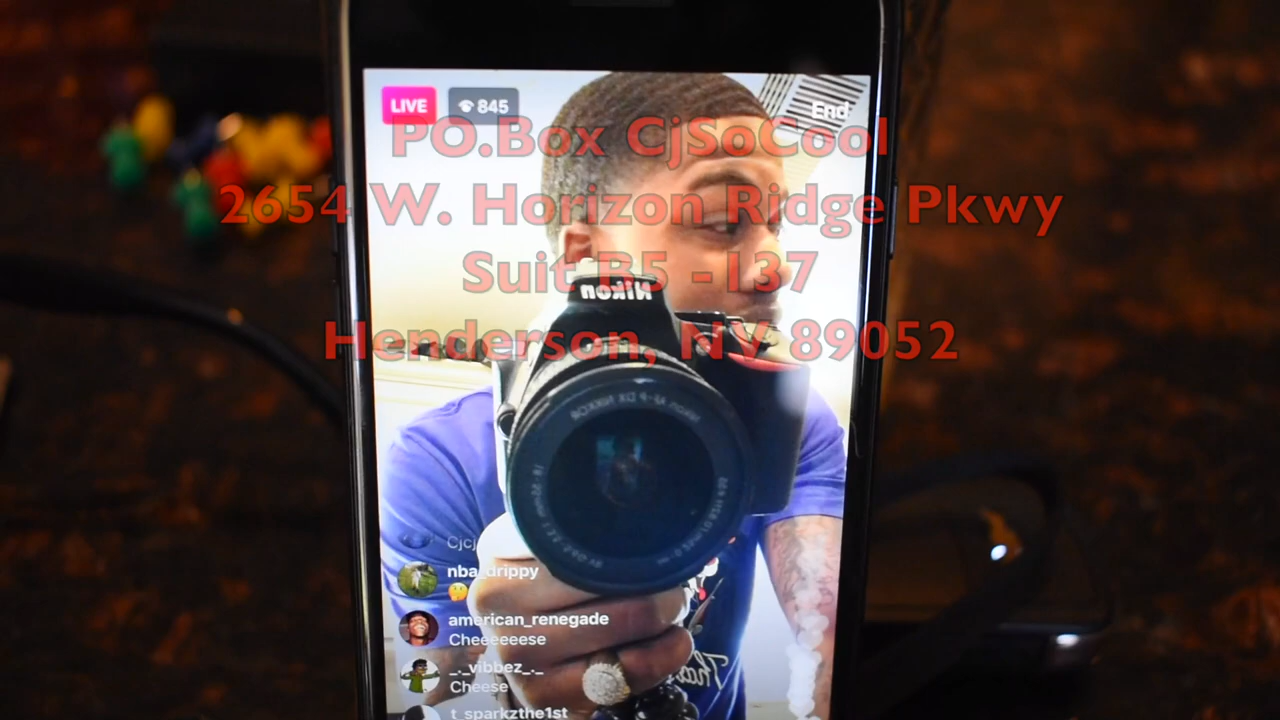 LIVE
845
End
PO.Box CjSoCool
2654 W. Horizon Ridge Pkwy
Suit B5 -137
Henderson, NV 89052
Nikon
Cjcj
nba_drippy
🤔
american_renegade
Cheeeeeese
_._vibbez_._
Cheese
t_sparkzthe1st